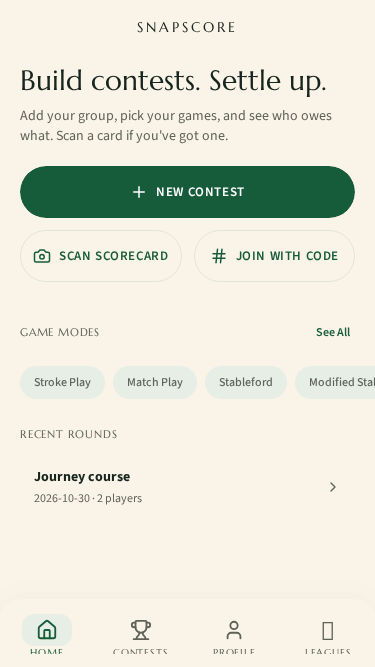 SNAPSCORE
Build contests. Settle up.
Add your group, pick your games, and see who owes
what. Scan a card if you've got one.
NEW CONTEST
SCAN SCORECARD
JOIN WITH CODE
GAME MODES
See All
Stroke Play
Match Play
Stableford
Modified Stab
RECENT ROUNDS
Journey course
2026-10-30 · 2 players
HOME
CONTESTS
PROFILE
LEAGUES